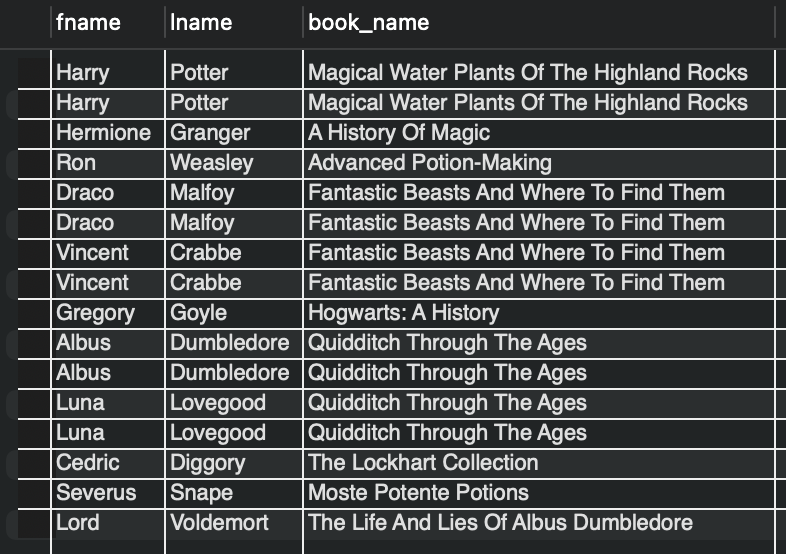 fname lname book_name
Harry Potter Magical Water Plants Of The Highland Rocks
Harry Potter Magical Water Plants Of The Highland Rocks
Hermione Granger A History Of Magic
Ron Weasley Advanced Potion-Making
Draco Malfoy Fantastic Beasts And Where To Find Them
Draco Malfoy Fantastic Beasts And Where To Find Them
Vincent Crabbe Fantastic Beasts And Where To Find Them
Vincent Crabbe Fantastic Beasts And Where To Find Them
Gregory Goyle Hogwarts: A History
Albus Dumbledore Quidditch Through The Ages
Albus Dumbledore Quidditch Through The Ages
Luna Lovegood Quidditch Through The Ages
Luna Lovegood Quidditch Through The Ages
Cedric Diggory The Lockhart Collection
Severus Snape Moste Potente Potions
Lord Voldemort The Life And Lies Of Albus Dumbledore